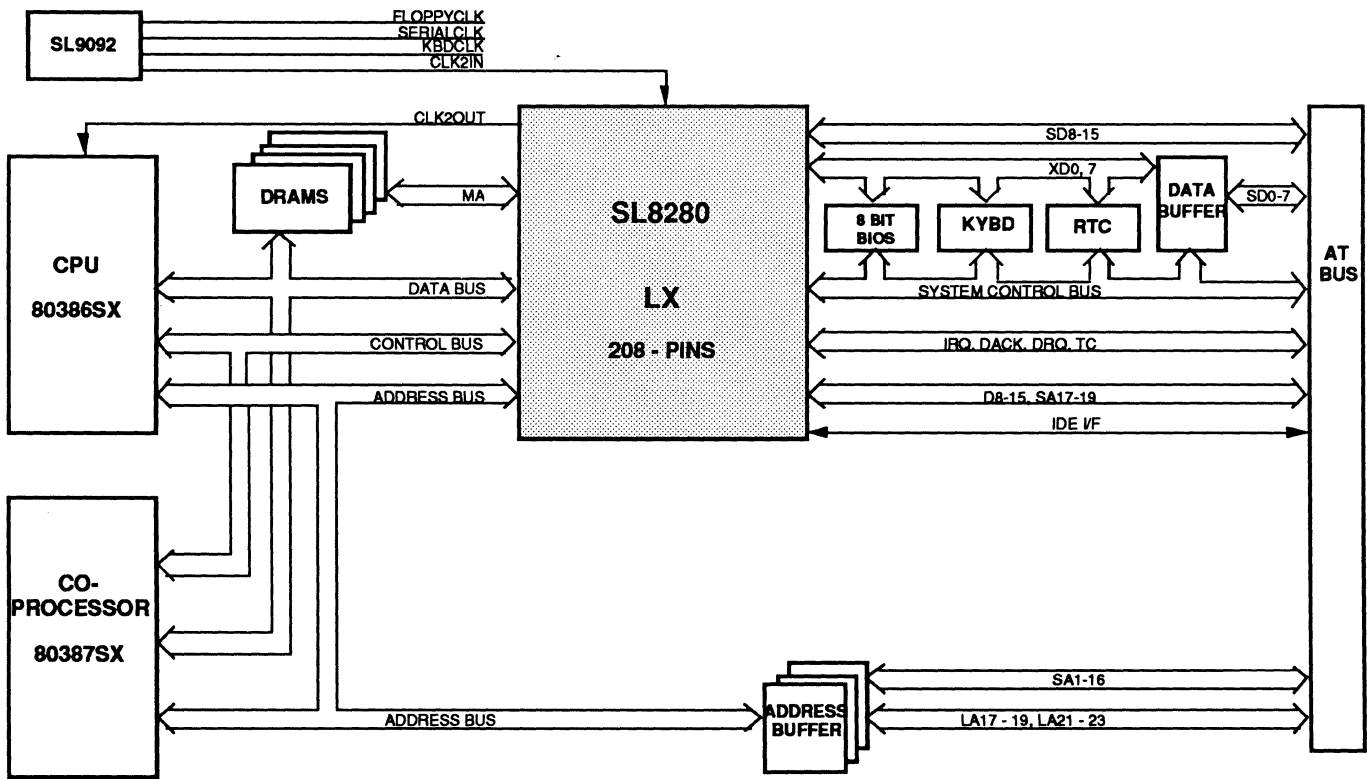 FLOPPYCLK
SERIALCLK
KBDCLK
CLK2IN
SL9092
CLK2OUT
DRAMS
MA
CPU
80386SX
DATA BUS
CONTROL BUS
ADDRESS BUS
SL8280
LX
208 - PINS
SD8-15
XD0, 7
8 BIT
BIOS
KYBD
RTC
DATA
BUFFER
SD0-7
SYSTEM CONTROL BUS
IRQ, DACK, DRQ, TC
D8-15, SA17-19
IDE I/F
AT
BUS
CO-
PROCESSOR
80387SX
ADDRESS BUS
ADDRESS
BUFFER
SA1-16
LA17 - 19, LA21 - 23